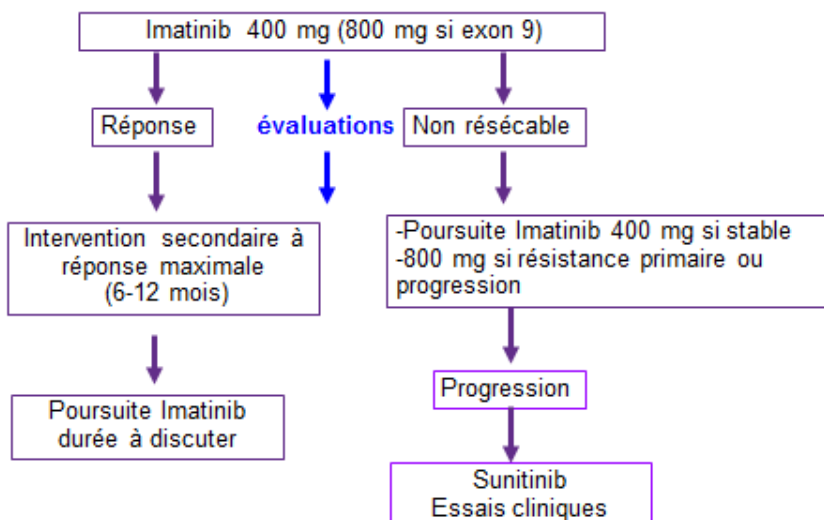 Imatinib 400 mg (800 mg si exon 9)
Réponse
évaluations
Non résécable
Intervention secondaire à
réponse maximale
(6-12 mois)
-Poursuite Imatinib 400 mg si stable
-800 mg si résistance primaire ou
progression
Poursuite Imatinib
durée à discuter
Progression
Sunitinib
Essais cliniques